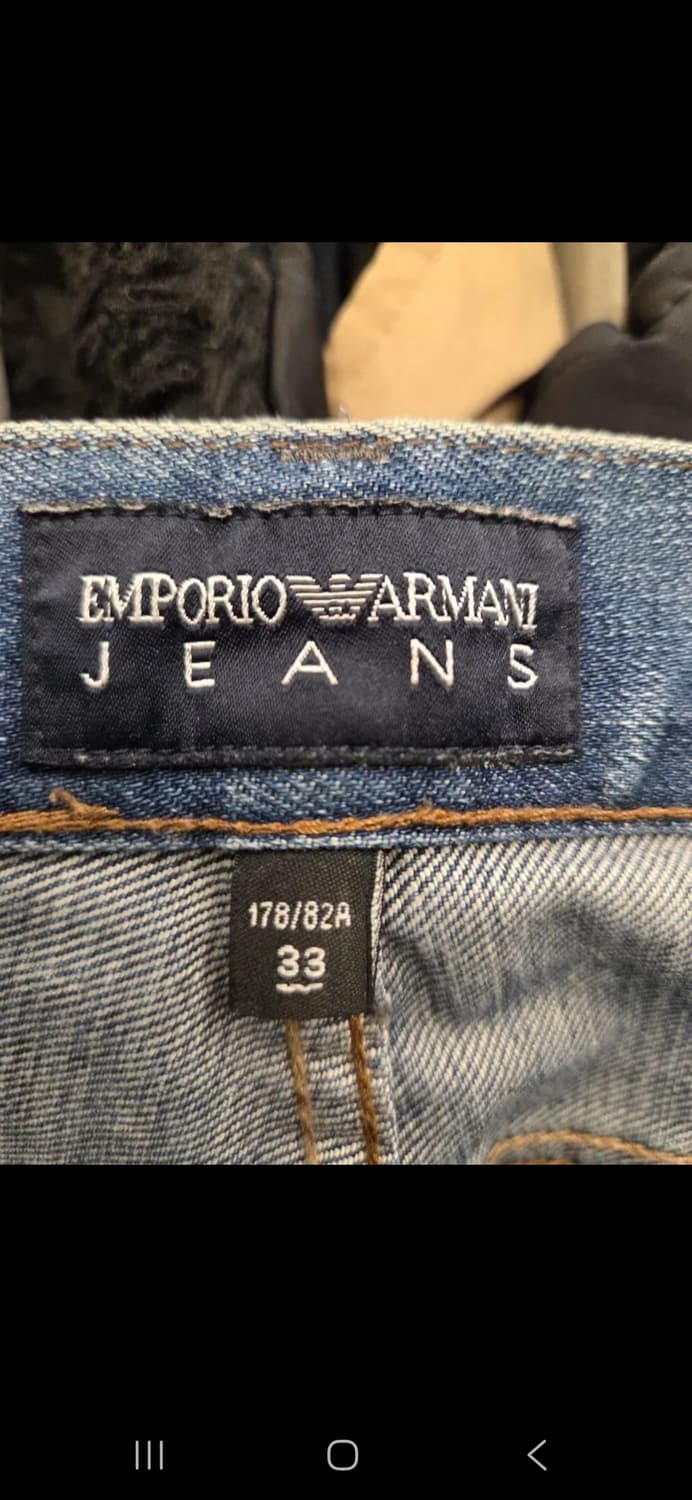 EMPORIO ARMANI
JEANS
178/82A
33